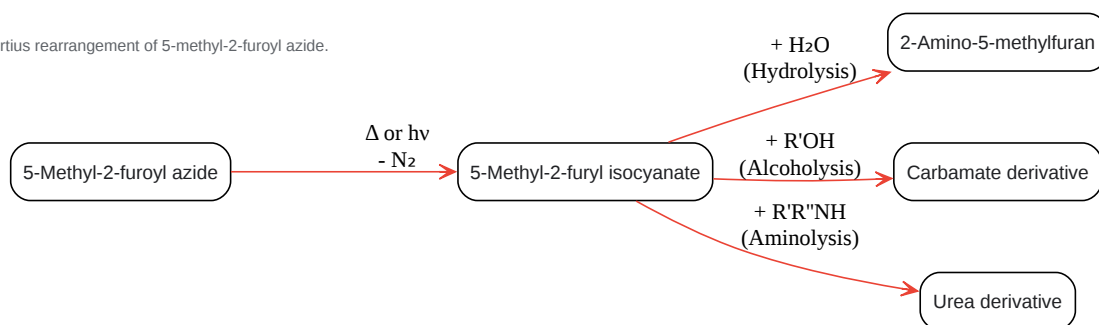 rearrangement of 5-methyl-2-furoyl azide.
+ H₂O
(Hydrolysis)
2-Amino-5-methylfuran
5-Methyl-2-furoyl azide
Δ or hν
- N₂
5-Methyl-2-furyl isocyanate
+ R'OH
(Alcoholysis)
Carbamate derivative
+ R'R"NH
(Aminolysis)
Urea derivative